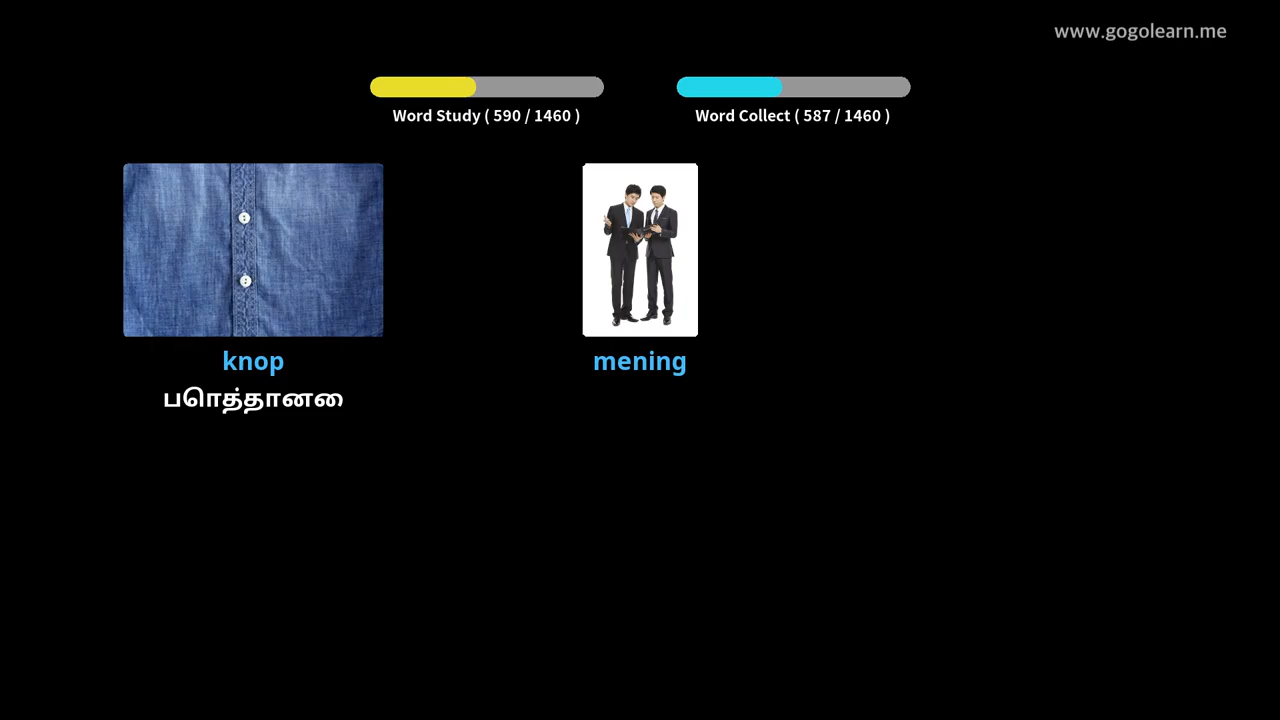 www.gogolearn.me
Word Study ( 590 / 1460 )
Word Collect ( 587 / 1460 )
knop
mening
பொத்தானை